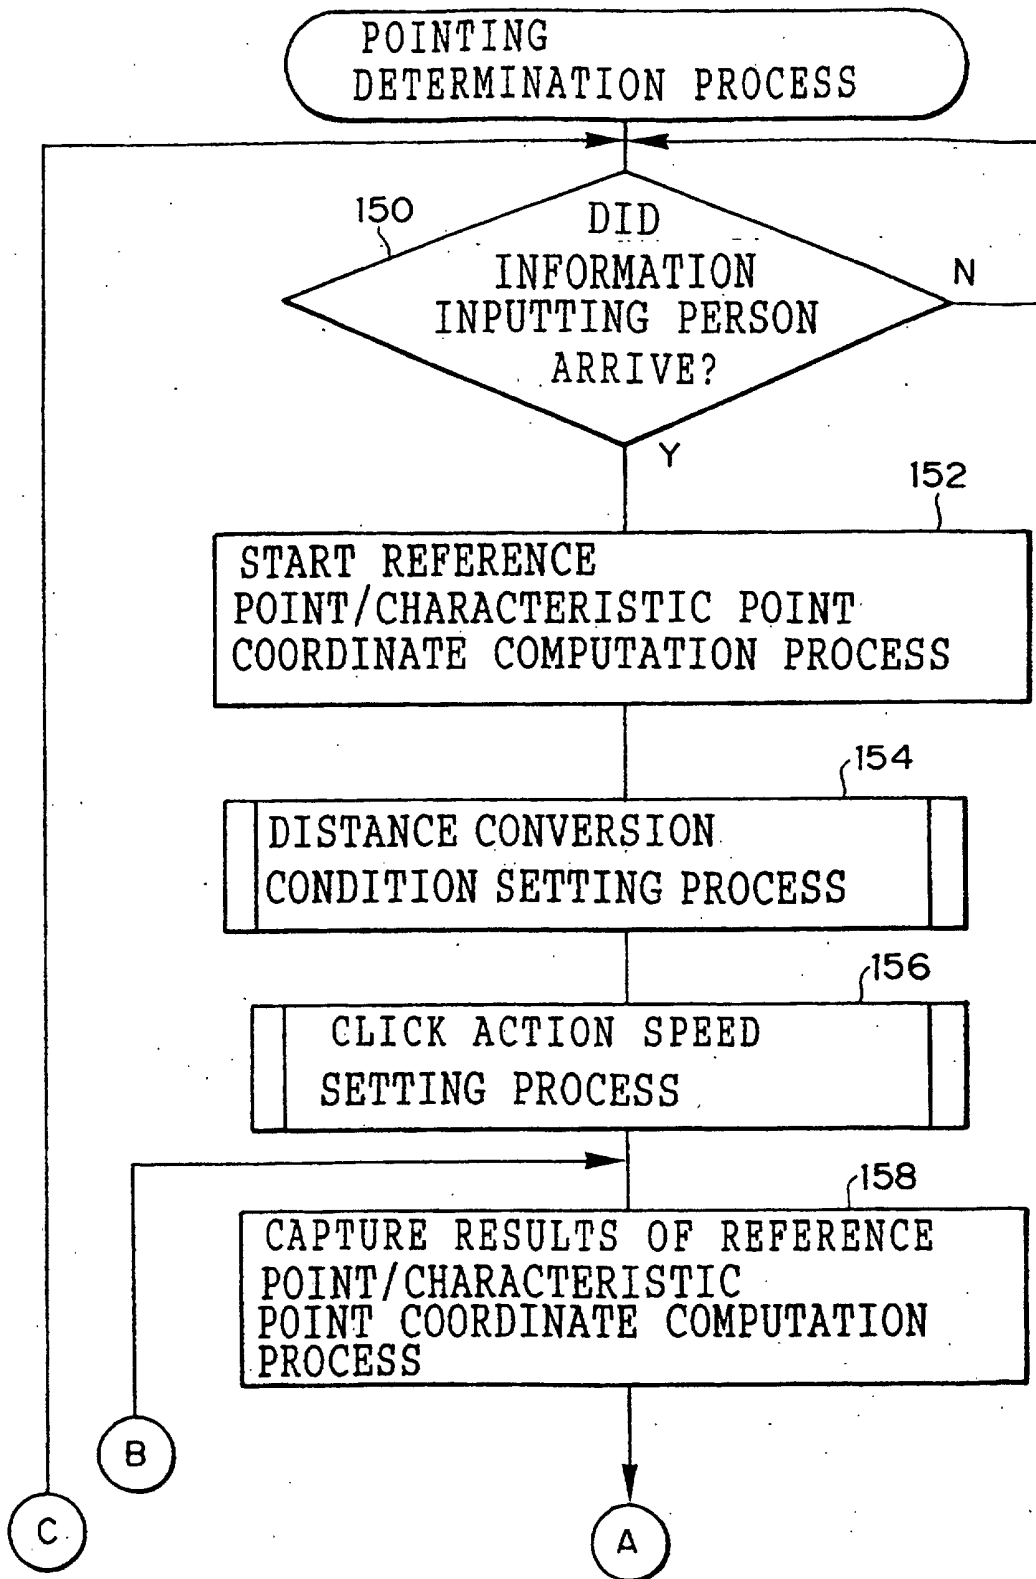 POINTING
DETERMINATION PROCESS
150
DID
INFORMATION
INPUTTING PERSON
ARRIVE?
N
Y
152
START REFERENCE
POINT/CHARACTERISTIC POINT
COORDINATE COMPUTATION PROCESS
154
DISTANCE CONVERSION
CONDITION SETTING PROCESS
156
CLICK ACTION SPEED
SETTING PROCESS
158
CAPTURE RESULTS OF REFERENCE
POINT/CHARACTERISTIC
POINT COORDINATE COMPUTATION
PROCESS
B
C
A